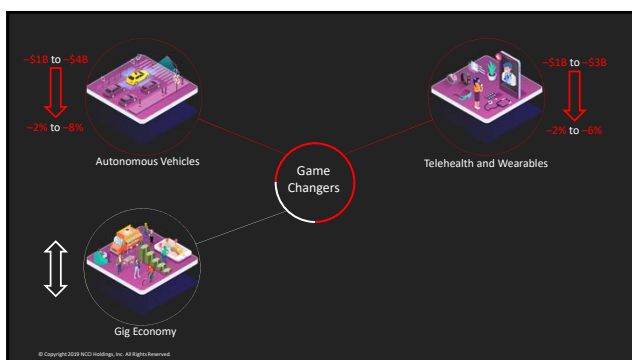 −$1B to −$4B
−2% to −8%
Autonomous Vehicles
−$1B to −$3B
−2% to −6%
Telehealth and Wearables
Game
Changers
Gig Economy
© Copyright 2019 NCCI Holdings, Inc. All Rights Reserved.